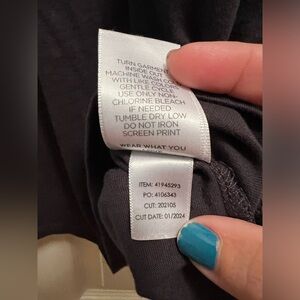 TURN GARMENT
INSIDE OUT
MACHINE WASH COLD
WITH LIKE COLORS
GENTLE CYCLE
USE ONLY NON-
CHLORINE BLEACH
IF NEEDED
TUMBLE DRY LOW
DO NOT IRON
SCREEN PRINT
WEAR WHAT YOU
ITEM: 41945293
PO: 4106343
CUT: 202105
CUT DATE: 01/2024